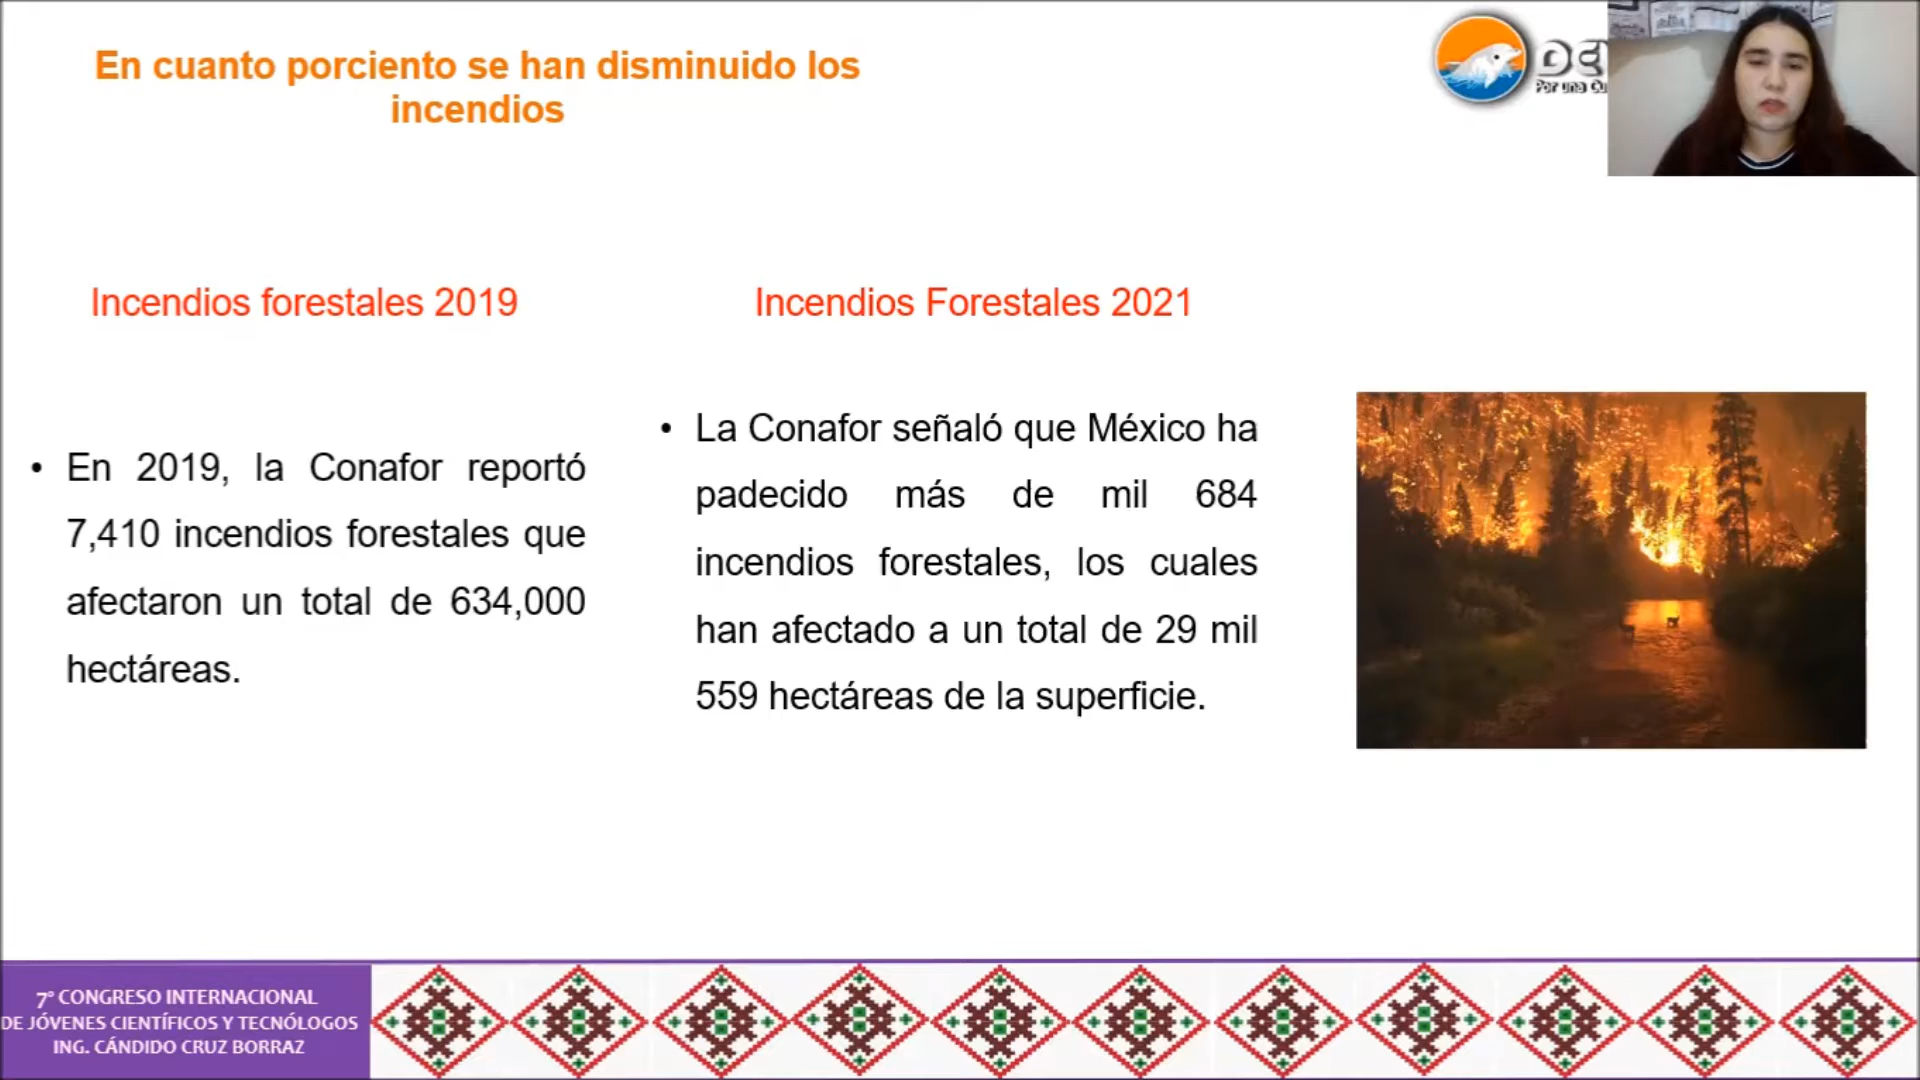 En cuanto porciento se han disminuido los
incendios
Por una
Incendios forestales 2019
• En 2019, la Conafor reportó
7,410 incendios forestales que
afectaron un total de 634,000
hectáreas.
Incendios Forestales 2021
• La Conafor señaló que México ha
padecido más de mil 684
incendios forestales, los cuales
han afectado a un total de 29 mil
559 hectáreas de la superficie.
7° CONGRESO INTERNACIONAL
DE JÓVENES CIENTÍFICOS Y TECNÓLOGOS
ING. CÁNDIDO CRUZ BORRAZ